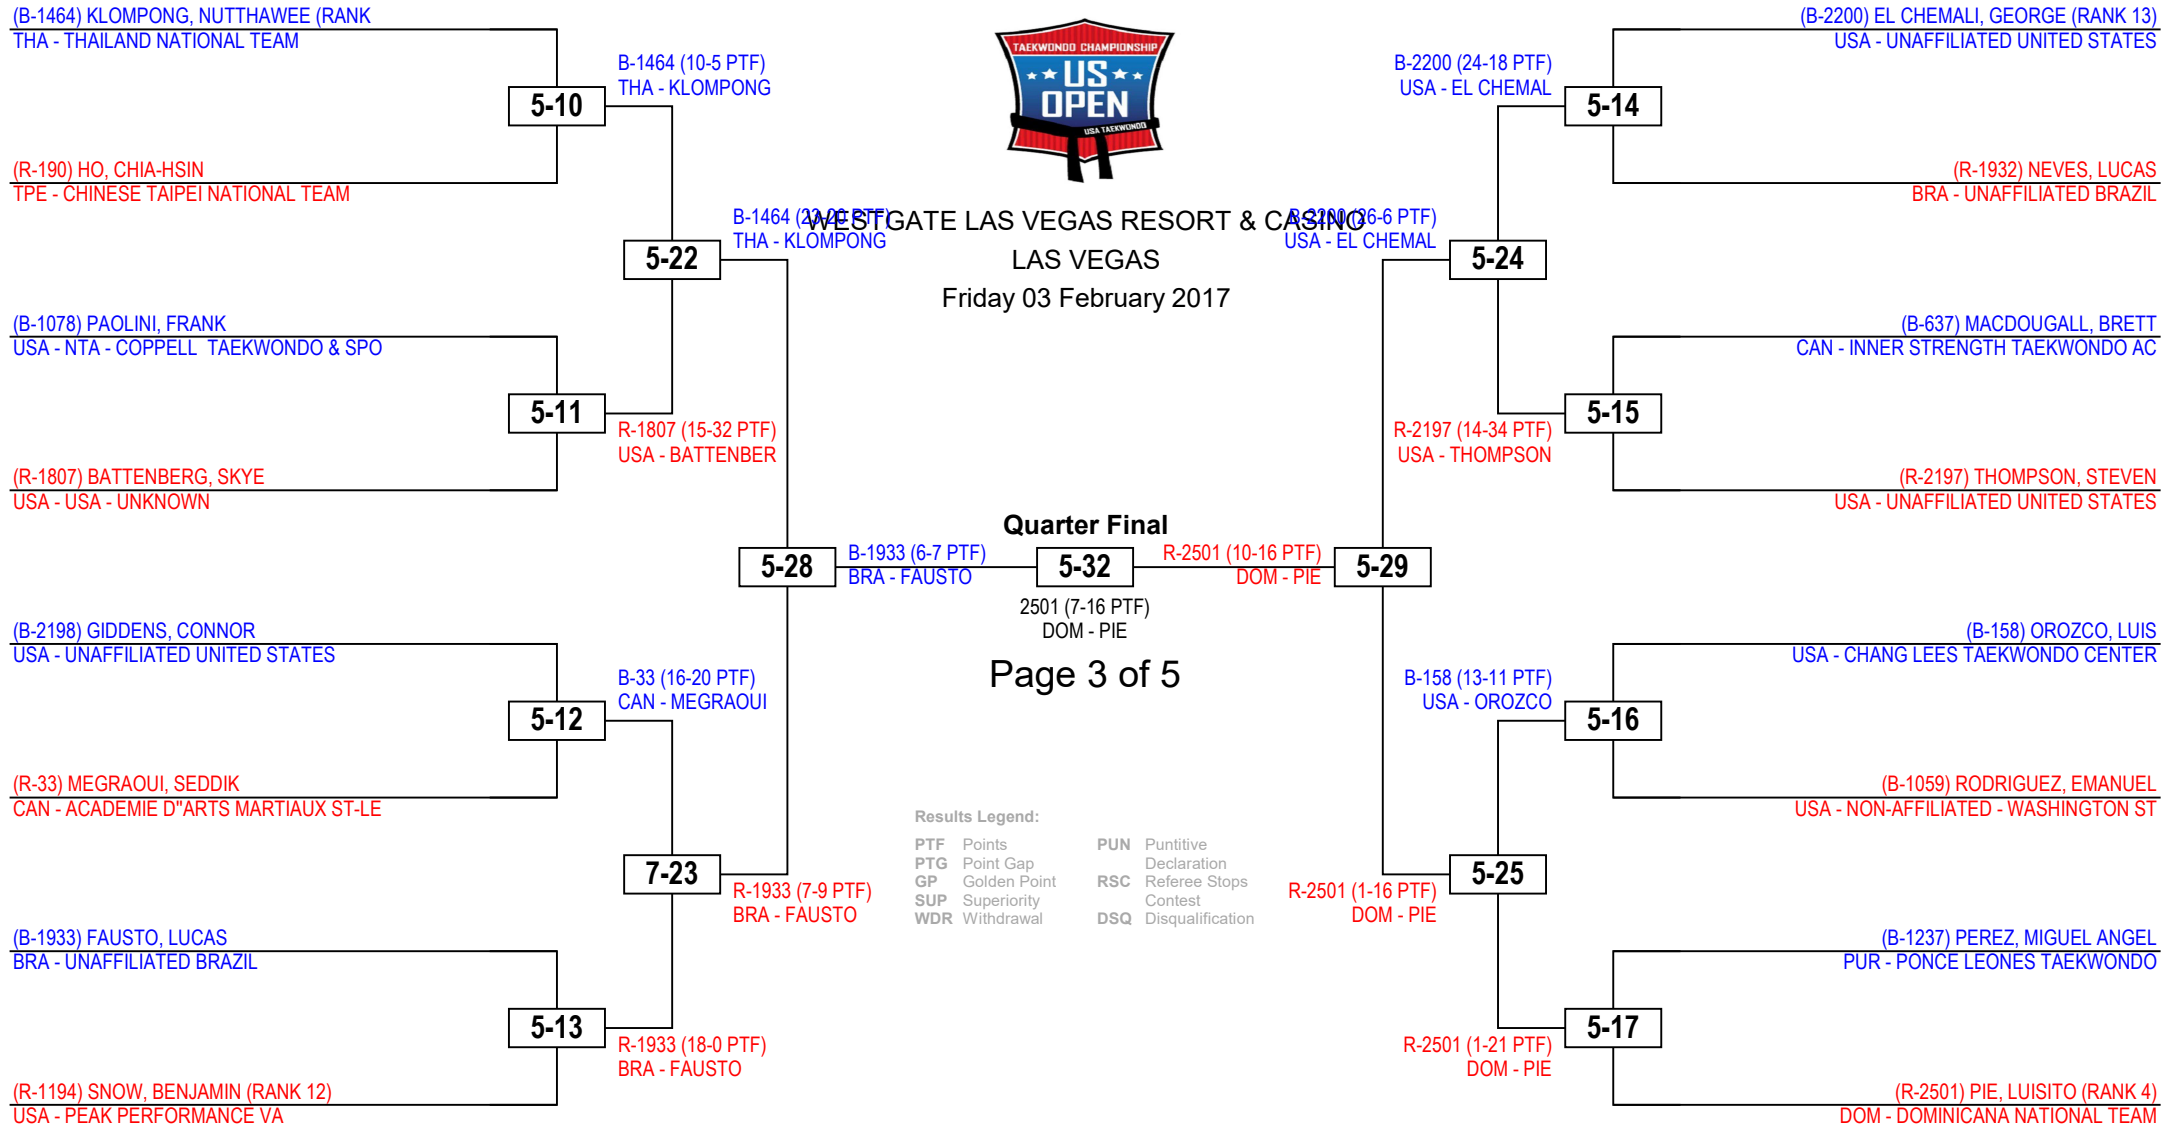 (B-1464) KLOMPONG, NUTTHAWEE (RANK
THA - THAILAND NATIONAL TEAM
B-1464 (10-5 PTF)
THA - KLOMPONG
5-10
(R-190) HO, CHIA-HSIN
TPE - CHINESE TAIPEI NATIONAL TEAM
B-1464 (23-20 PTF)
THA - KLOMPONG
5-22
(B-1078) PAOLINI, FRANK
USA - NTA - COPPELL TAEKWONDO & SPO
5-11
R-1807 (15-32 PTF)
USA - BATTENBER
(R-1807) BATTENBERG, SKYE
USA - USA - UNKNOWN
5-28
B-1933 (6-7 PTF)
BRA - FAUSTO
(B-2198) GIDDENS, CONNOR
USA - UNAFFILIATED UNITED STATES
B-33 (16-20 PTF)
CAN - MEGRAOUI
5-12
(R-33) MEGRAOUI, SEDDIK
CAN - ACADEMIE D"ARTS MARTIAUX ST-LE
7-23
R-1933 (7-9 PTF)
BRA - FAUSTO
(B-1933) FAUSTO, LUCAS
BRA - UNAFFILIATED BRAZIL
5-13
R-1933 (18-0 PTF)
BRA - FAUSTO
(R-1194) SNOW, BENJAMIN (RANK 12)
USA - PEAK PERFORMANCE VA
TAEKWONDO CHAMPIONSHIP
US
OPEN
USA TAEKWONDO
WESTGATE LAS VEGAS RESORT & CASINO
LAS VEGAS
Friday 03 February 2017
Quarter Final
5-32
2501 (7-16 PTF)
DOM - PIE
Page 3 of 5
Results Legend:
PTF Points
PTG Point Gap
GP Golden Point
SUP Superiority
WDR Withdrawal
PUN Puntitive
Declaration
RSC Referee Stops
Contest
DSQ Disqualification
(B-2200) EL CHEMALI, GEORGE (RANK 13)
USA - UNAFFILIATED UNITED STATES
B-2200 (24-18 PTF)
USA - EL CHEMAL
5-14
(R-1932) NEVES, LUCAS
BRA - UNAFFILIATED BRAZIL
B-2200 (26-6 PTF)
USA - EL CHEMAL
5-24
(B-637) MACDOUGALL, BRETT
CAN - INNER STRENGTH TAEKWONDO AC
5-15
R-2197 (14-34 PTF)
USA - THOMPSON
(R-2197) THOMPSON, STEVEN
USA - UNAFFILIATED UNITED STATES
R-2501 (10-16 PTF)
DOM - PIE
5-29
(B-158) OROZCO, LUIS
USA - CHANG LEES TAEKWONDO CENTER
B-158 (13-11 PTF)
USA - OROZCO
5-16
(B-1059) RODRIGUEZ, EMANUEL
USA - NON-AFFILIATED - WASHINGTON ST
5-25
R-2501 (1-16 PTF)
DOM - PIE
(B-1237) PEREZ, MIGUEL ANGEL
PUR - PONCE LEONES TAEKWONDO
5-17
R-2501 (1-21 PTF)
DOM - PIE
(R-2501) PIE, LUISITO (RANK 4)
DOM - DOMINICANA NATIONAL TEAM